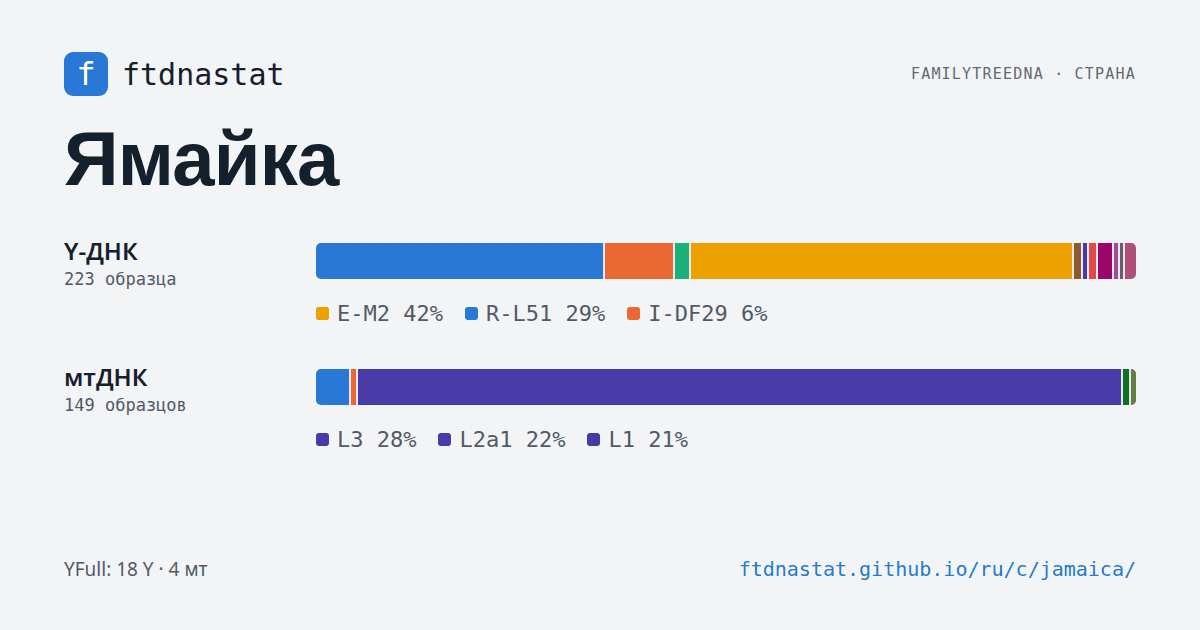 f ftdnastat
FAMILYTREEDNA · СТРАНА
Ямайка
Y-ДНК
223 образца
E-M2 42% R-L51 29% I-DF29 6%
мтДНК
149 образцов
L3 28% L2a1 22% L1 21%
YFull: 18 Y · 4 мт
ftdnastat.github.io/ru/c/jamaica/